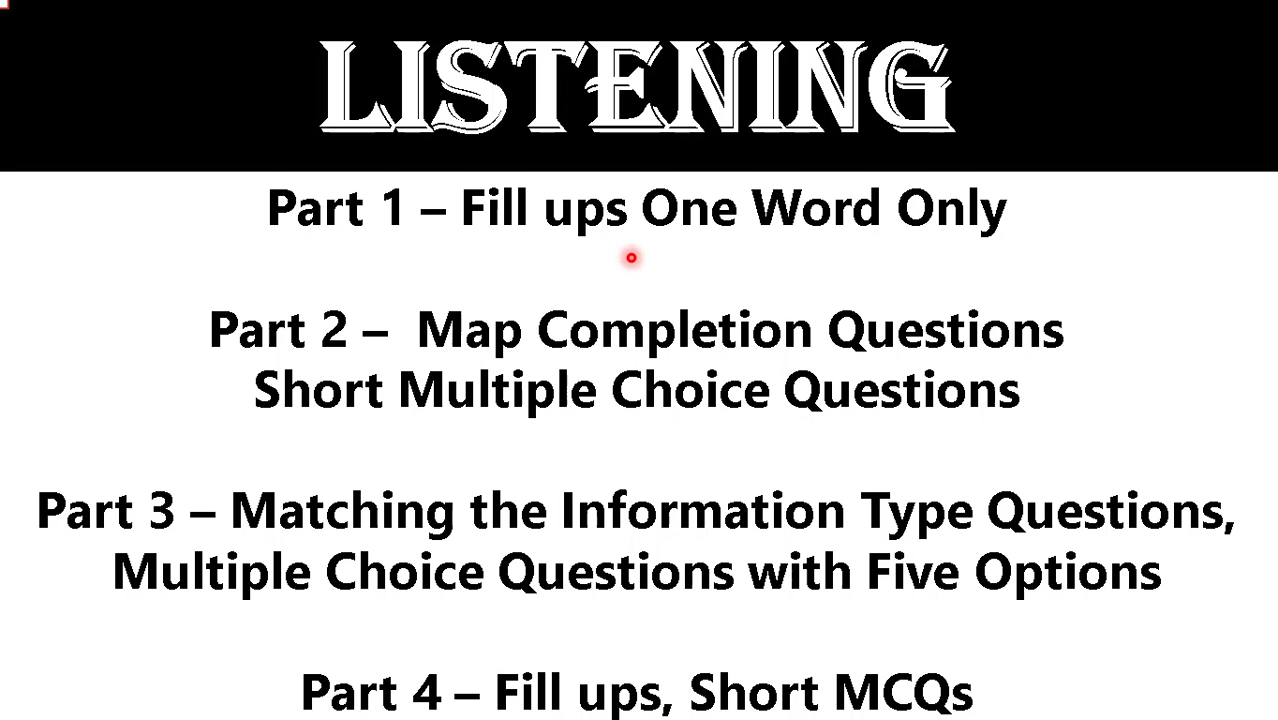 LISTENING
Part 1 – Fill ups One Word Only
Part 2 – Map Completion Questions
Short Multiple Choice Questions
Part 3 – Matching the Information Type Questions,
Multiple Choice Questions with Five Options
Part 4 – Fill ups, Short MCQs